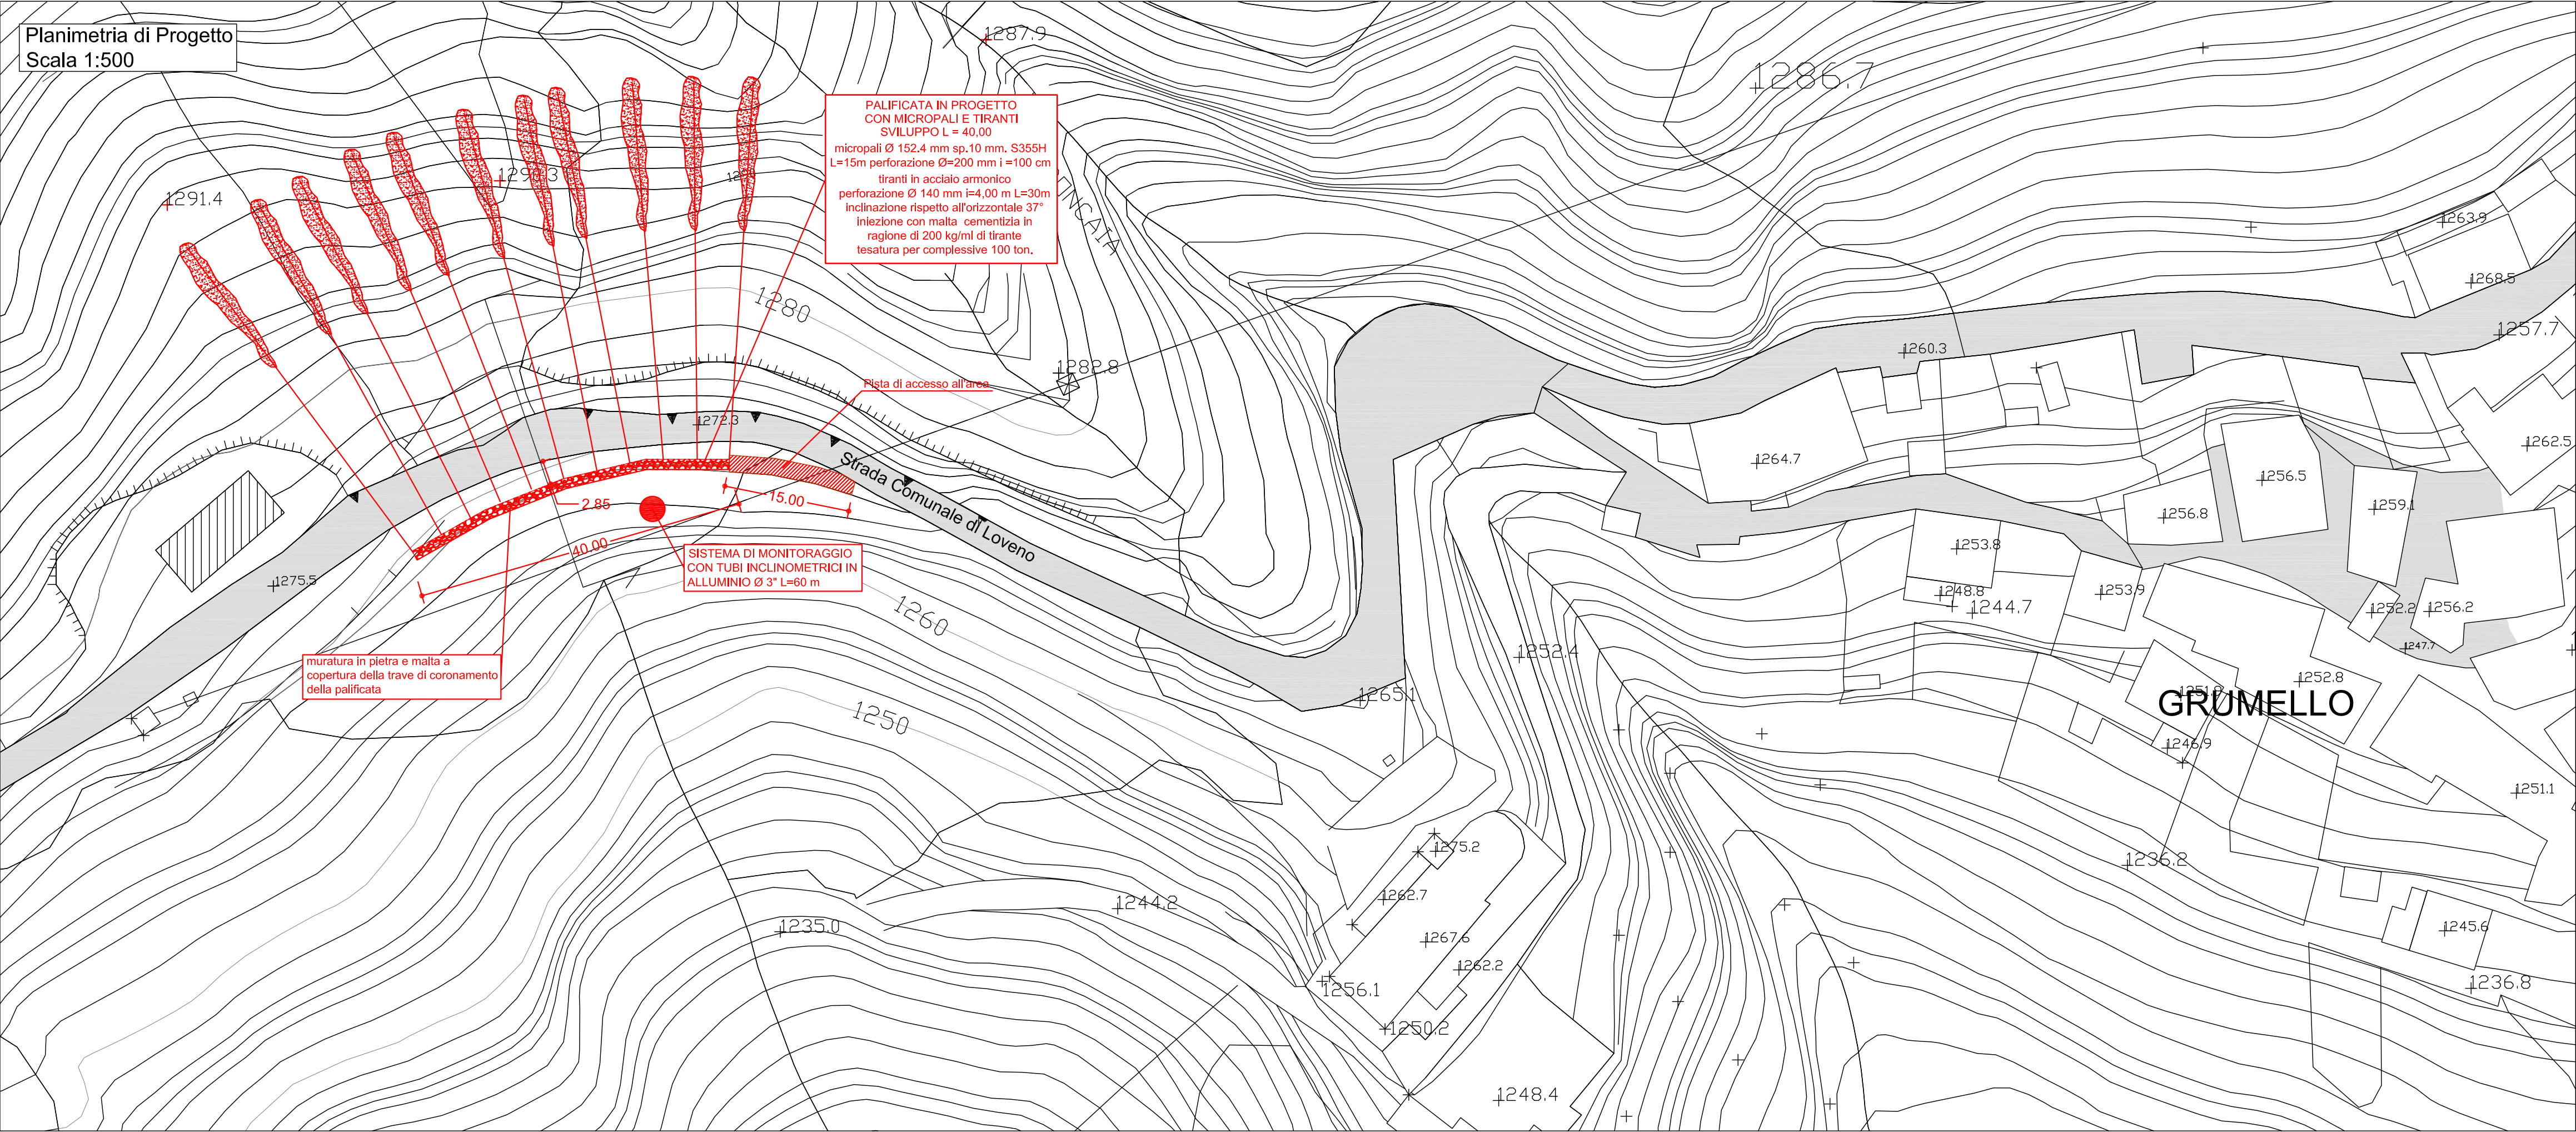 Planimetria di Progetto
Scala 1:500
1287.9
1286.7
PALIFICATA IN PROGETTO
CON MICROPALI E TIRANTI
SVILUPPO L = 40,00
micropali Ø 152.4 mm sp.10 mm. S355H
L=15m perforazione Ø=200 mm i =100 cm
tiranti in acciaio armonico
perforazione Ø 140 mm i=4,00 m L=30m
inclinazione rispetto all'orizzontale 37°
iniezione con malta cementizia in
ragione di 200 kg/ml di tirante
tesatura per complessive 100 ton.
1291.4
1263.9
1268.5
1257.7
1280
1260.3
1282.8
Pista di accesso all'area
1272.3
1262.5
1264.7
Strada Comunale di Loveno
1256.5
15.00
2.85
1259.1
1256.8
40.00
SISTEMA DI MONITORAGGIO
CON TUBI INCLINOMETRICI IN
ALLUMINIO Ø 3" L=60 m
1253.8
1275.5
1248.8
1253.9
1244.7
1252.2
1256.2
1260
1247.7
1252.4
muratura in pietra e malta a
copertura della trave di coronamento
della palificata
1252.8
1265.1
GRUMELLO
1250
1246.9
1251.1
1275.2
1236.2
1262.7
1244.2
1235.0
1245.6
1267.6
1262.2
1256.1
1236.8
1250.2
1248.4